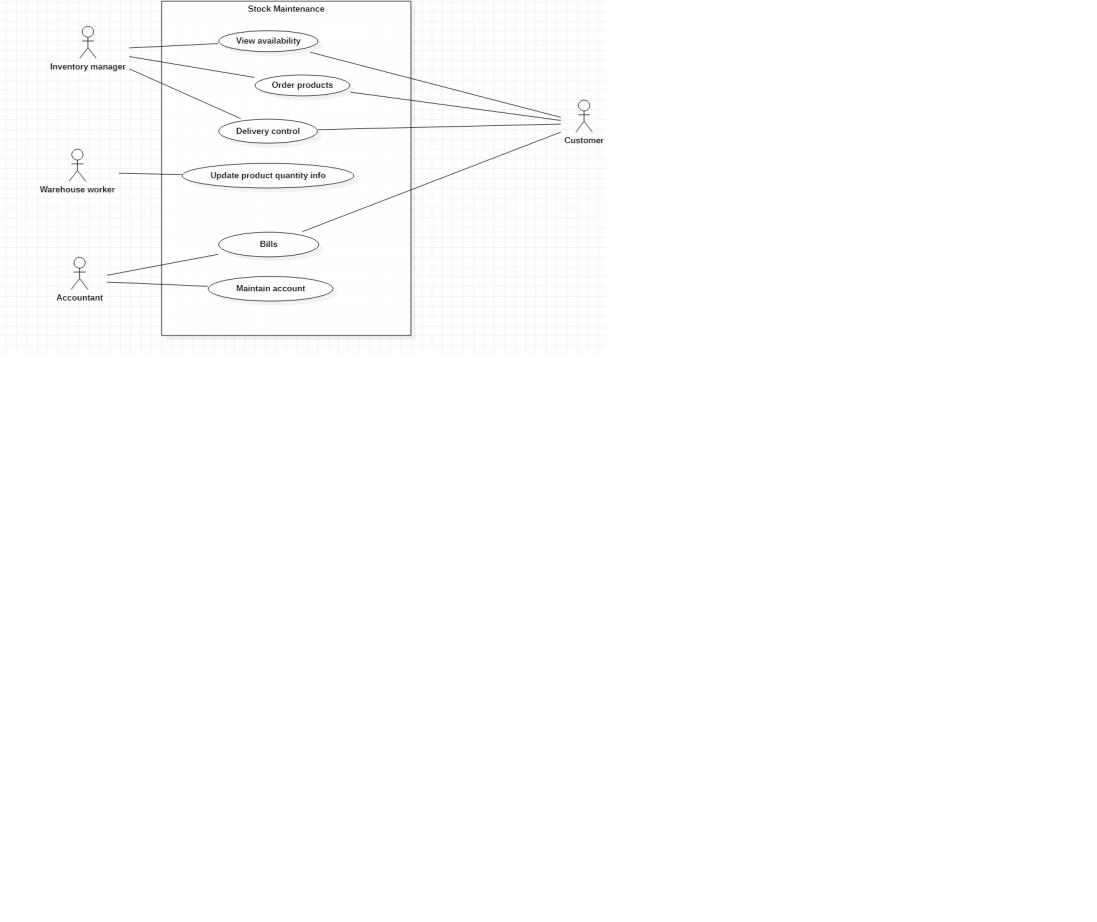 Stock Maintenance
View availability
Inventory manager
Order products
Delivery control
Customer
Update product quantity info
Warehouse worker
Bills
Maintain account
Accountant